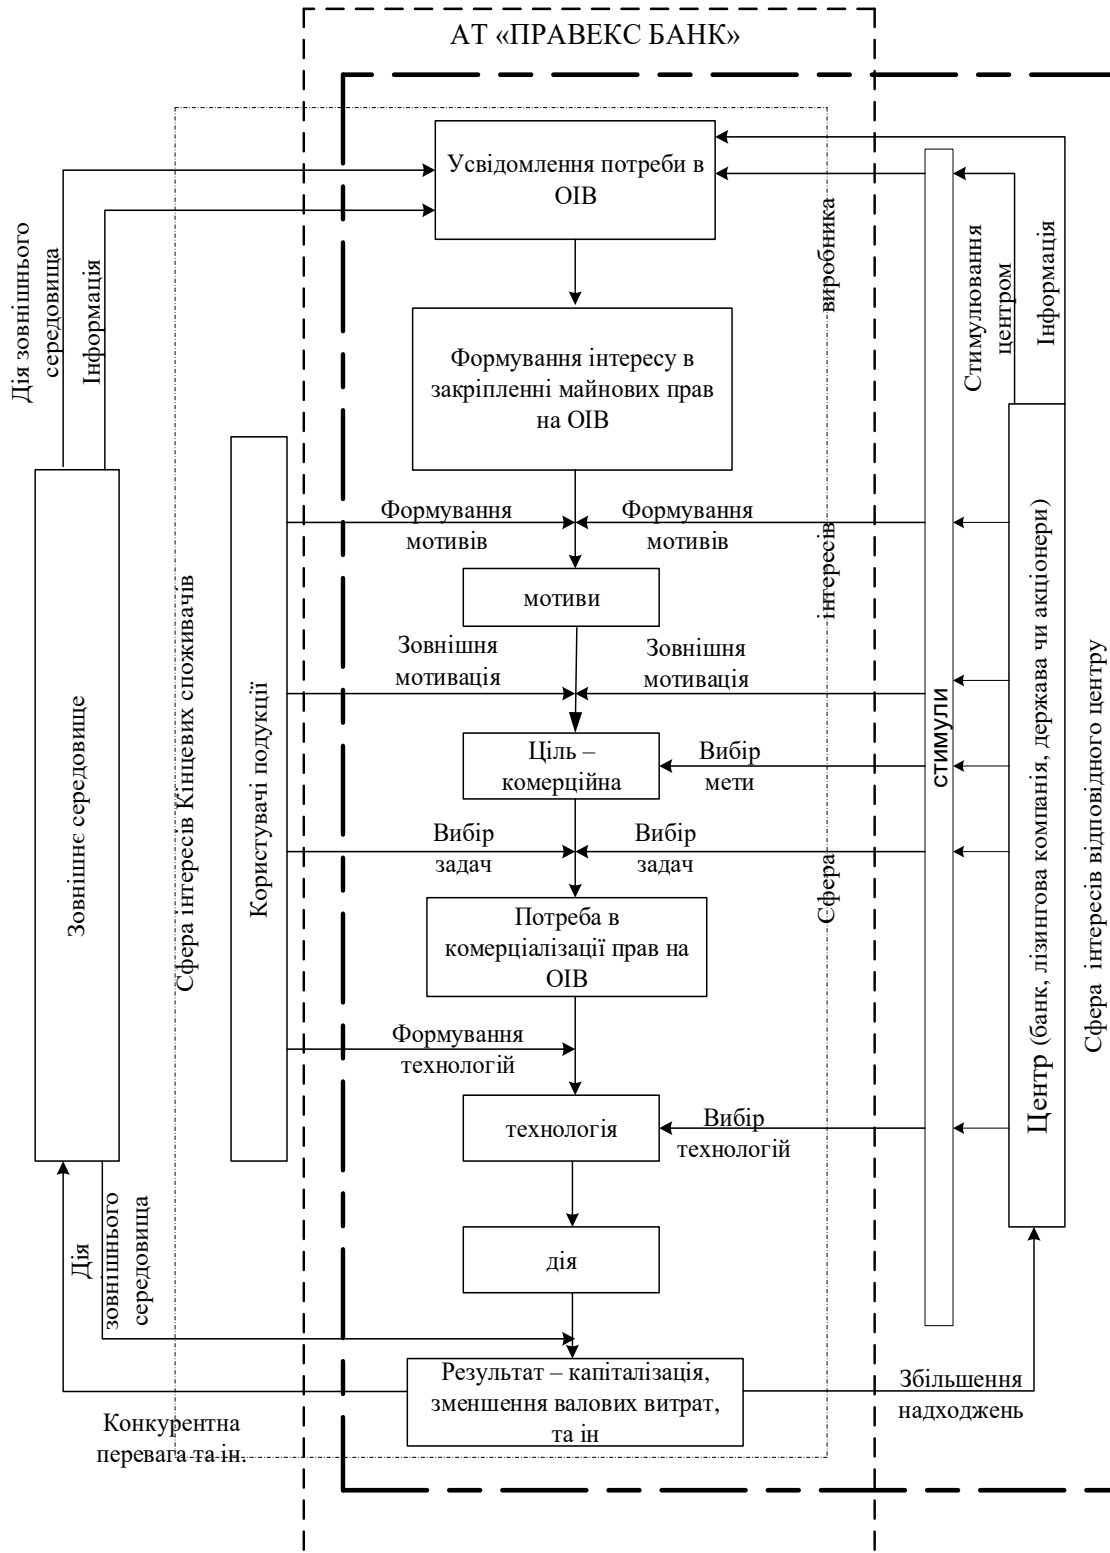 АТ «ПРАВЕКС БАНК»
Усвідомлення потреби в
ОІВ
Дія зовнішнього
середовища
Інформація
виробника
Стимулювання
центром
Інформація
Формування інтересу в
закріпленні майнових прав
на ОІВ
Формування
мотивів
Формування
мотивів
інтересів
мотиви
Зовнішня
мотивація
Зовнішня
мотивація
Зовнішнє середовище
Сфера інтересів Кінцевих споживачів
Користувачі подукції
стимули
Центр (банк, лізингова компанія, держава чи акціонери)
Сфера інтересів відповідного центру
Ціль –
комерційна
Вибір
мети
Вибір
задач
Вибір
задач
Сфера
Потреба в
комерціалізації прав на
ОІВ
Формування
технологій
технологія
Вибір
технологій
Дія
зовнішнього
середовища
дія
Результат – капіталізація,
зменшення валових витрат,
та ін
Збільшення
надходжень
Конкурентна
перевага та ін.